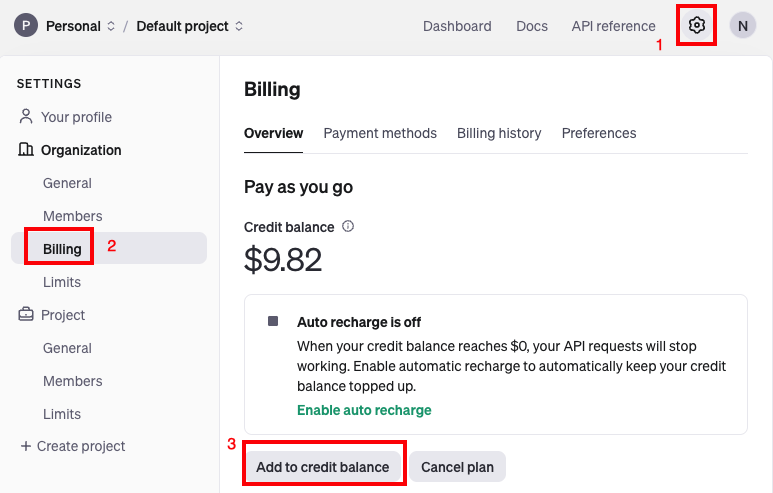 P Personal / Default project
Dashboard Docs API reference N
1
SETTINGS
Your profile
Organization
General
Members
Billing 2
Limits
Project
General
Members
Limits
+ Create project
Billing
Overview Payment methods Billing history Preferences
Pay as you go
Credit balance
$9.82
Auto recharge is off
When your credit balance reaches $0, your API requests will stop
working. Enable automatic recharge to automatically keep your credit
balance topped up.
Enable auto recharge
3
Add to credit balance Cancel plan